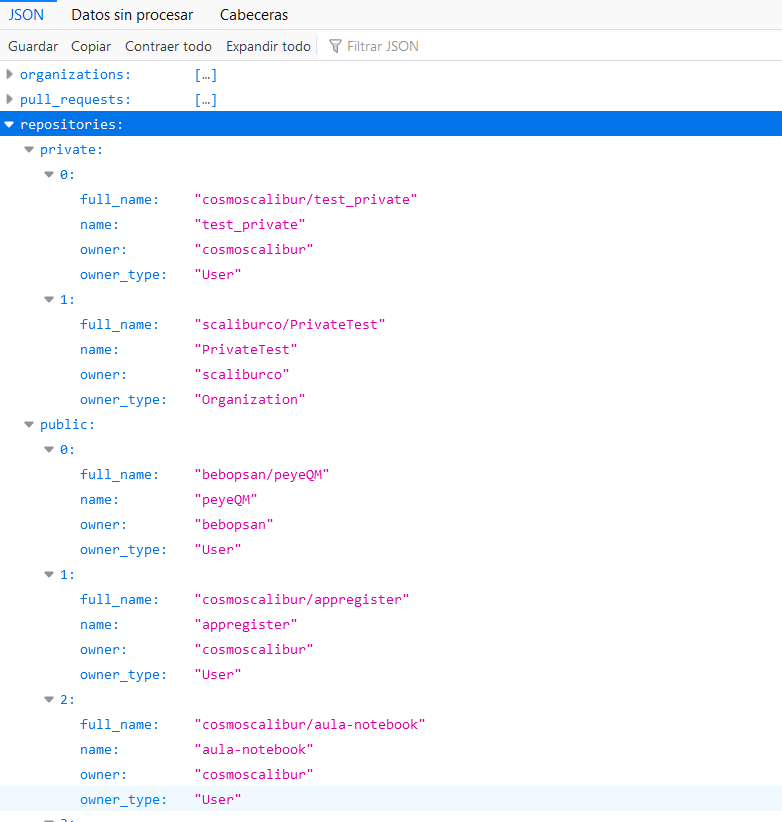 JSON Datos sin procesar Cabeceras
Guardar Copiar Contraer todo Expandir todo Filtrar JSON
organizations: […]
pull_requests: […]
repositories:
private:
0:
full_name: "cosmoscalibur/test_private"
name: "test_private"
owner: "cosmoscalibur"
owner_type: "User"
1:
full_name: "scaliburco/PrivateTest"
name: "PrivateTest"
owner: "scaliburco"
owner_type: "Organization"
public:
0:
full_name: "bebopsan/peyeQM"
name: "peyeQM"
owner: "bebopsan"
owner_type: "User"
1:
full_name: "cosmoscalibur/appregister"
name: "appregister"
owner: "cosmoscalibur"
owner_type: "User"
2:
full_name: "cosmoscalibur/aula-notebook"
name: "aula-notebook"
owner: "cosmoscalibur"
owner_type: "User"